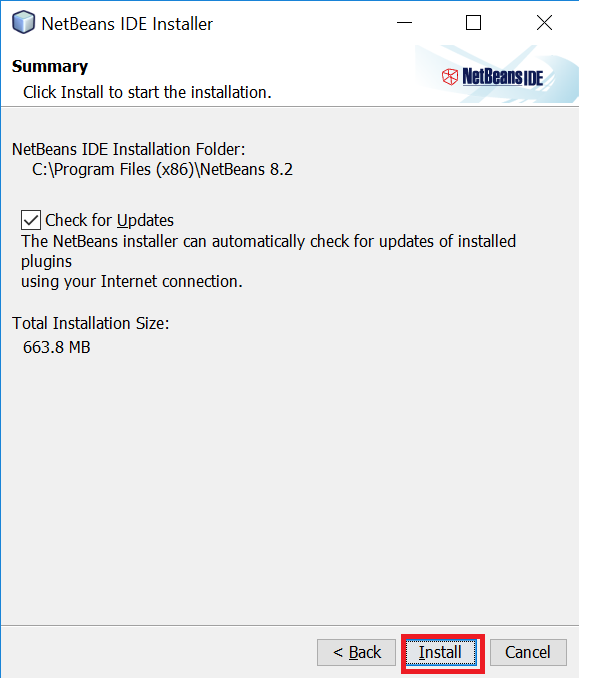 NetBeans IDE Installer
Summary
Click Install to start the installation.
NetBeans IDE
NetBeans IDE Installation Folder:
C:\Program Files (x86)\NetBeans 8.2
Check for Updates
The NetBeans installer can automatically check for updates of installed
plugins
using your Internet connection.
Total Installation Size:
663.8 MB
< Back
Install
Cancel